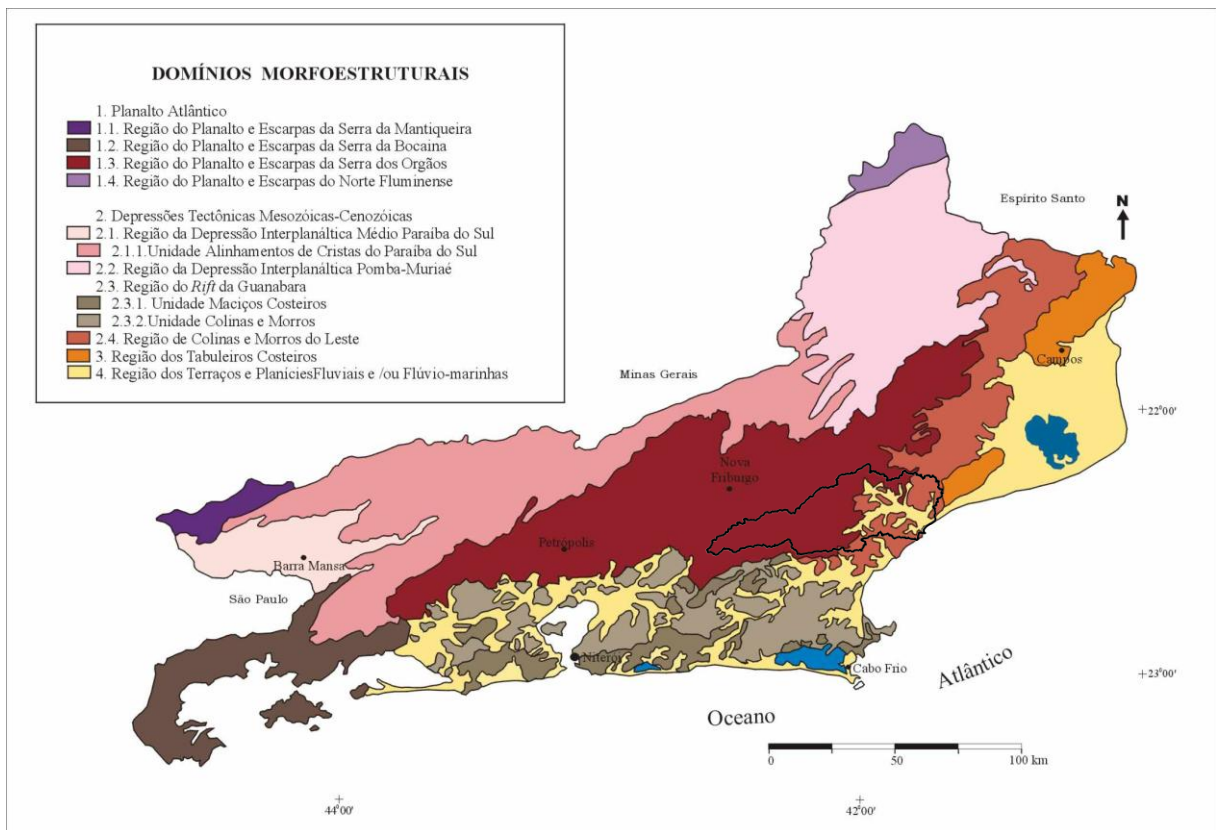 DOMÍNIOS MORFOESTRUTURAIS
1. Planalto Atlântico
1.1. Região do Planalto e Escarpas da Serra da Mantiqueira
1.2. Região do Planalto e Escarpas da Serra da Bocaina
1.3. Região do Planalto e Escarpas da Serra dos Orgãos
1.4. Região do Planalto e Escarpas do Norte Fluminense
2. Depressões Tectônicas Mesozóicas-Cenozóicas
2.1. Região da Depressão Interplanáltica Médio Paraíba do Sul
2.1.1.Unidade Alinhamentos de Cristas do Paraíba do Sul
2.2. Região da Depressão Interplanáltica Pomba-Muriaé
2.3. Região do Rift da Guanabara
2.3.1. Unidade Maciços Costeiros
2.3.2.Unidade Colinas e Morros
2.4. Região de Colinas e Morros do Leste
3. Região dos Tabuleiros Costeiros
4. Região dos Terraços e PlaníciesFluviais e /ou Flúvio-marinhas
Espírito Santo
N
Campos
Minas Gerais
22°00'
Nova
Friburgo
Petrópolis
Barra Mansa
São Paulo
Niterói
Cabo Frio
Atlântico
23°00'
Oceano
0 50 100 km
44°00'
42°00'